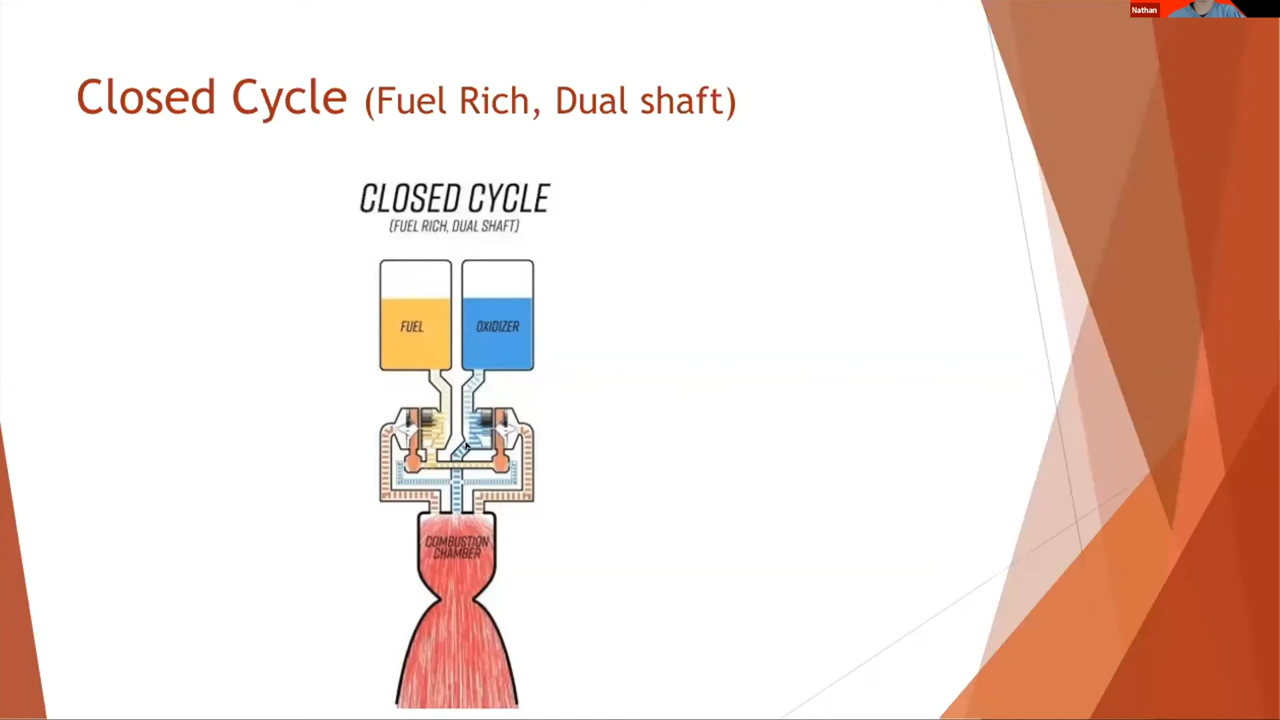 Nathan
Closed Cycle (Fuel Rich, Dual shaft)
CLOSED CYCLE
(FUEL RICH, DUAL SHAFT)
FUEL
OXIDIZER
COMBUSTION
CHAMBER